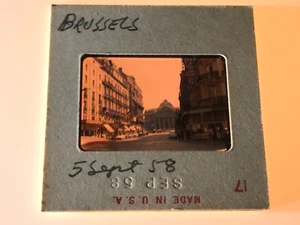 BRUSSELS
5 Sept 58
SEP 58
17
MADE IN U.S.A.